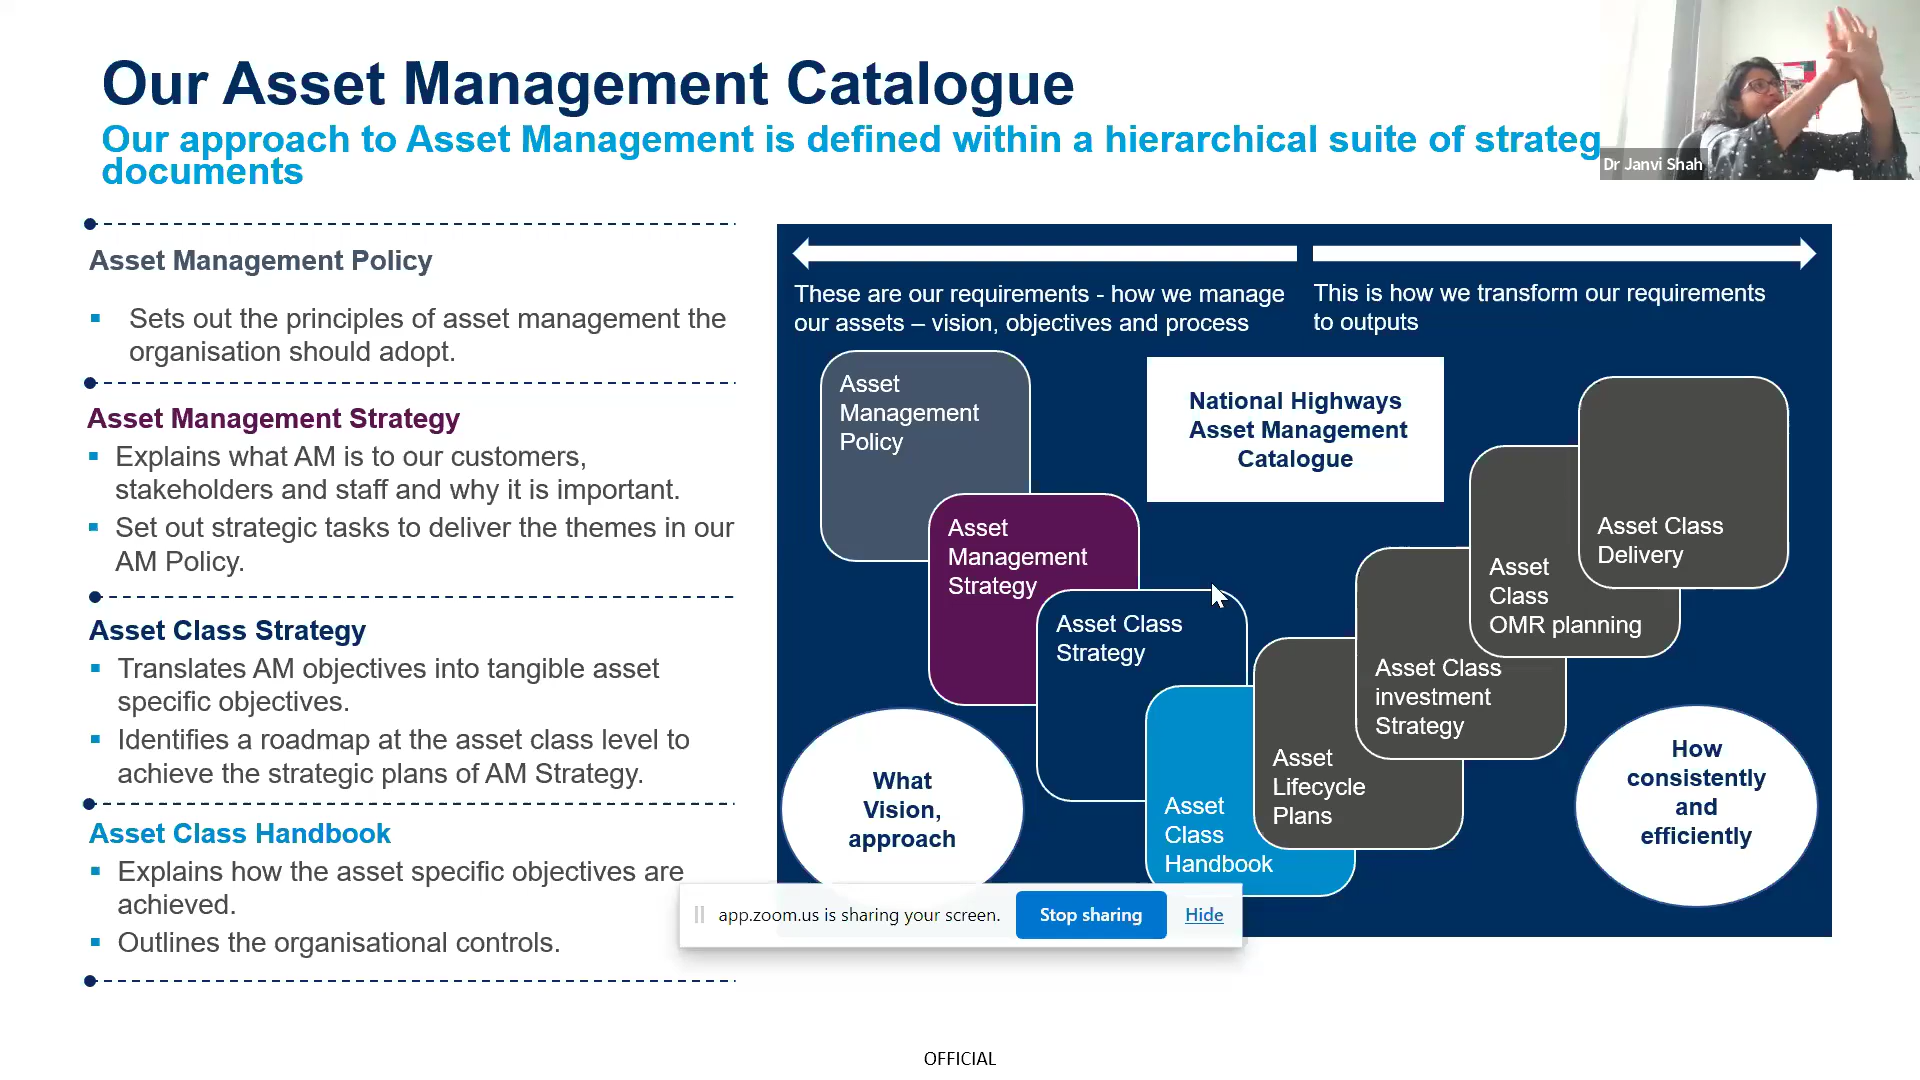 Our Asset Management Catalogue
Our approach to Asset Management is defined within a hierarchical suite of strateg
documents
Dr Janvi Shah
Asset Management Policy
▪ Sets out the principles of asset management the
organisation should adopt.
Asset Management Strategy
▪ Explains what AM is to our customers,
stakeholders and staff and why it is important.
▪ Set out strategic tasks to deliver the themes in our
AM Policy.
Asset Class Strategy
▪ Translates AM objectives into tangible asset
specific objectives.
▪ Identifies a roadmap at the asset class level to
achieve the strategic plans of AM Strategy.
Asset Class Handbook
▪ Explains how the asset specific objectives are
achieved.
▪ Outlines the organisational controls.
These are our requirements - how we manage
our assets – vision, objectives and process
This is how we transform our requirements
to outputs
Asset
Management
Policy
National Highways
Asset Management
Catalogue
Asset
Management
Strategy
Asset Class
Strategy
Asset
Class
Handbook
Asset
Lifecycle
Plans
Asset Class
investment
Strategy
Asset
Class
OMR planning
Asset Class
Delivery
What
Vision,
approach
How
consistently
and
efficiently
app.zoom.us is sharing your screen.
Stop sharing
Hide
OFFICIAL